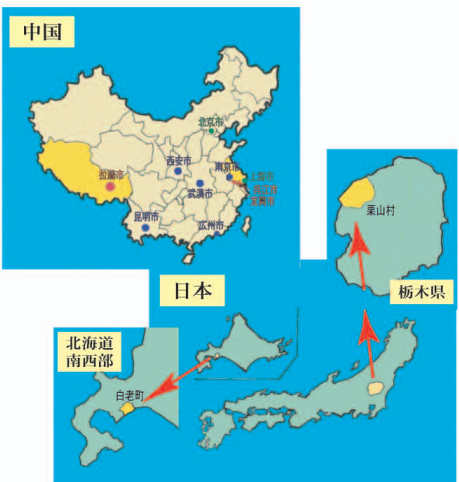 中国
北京市
西安市
南京市
上海市
拉薩市
武漢市
昆明市
広州市
栗山村
栃木県
日本
北海道
南西部
白老町